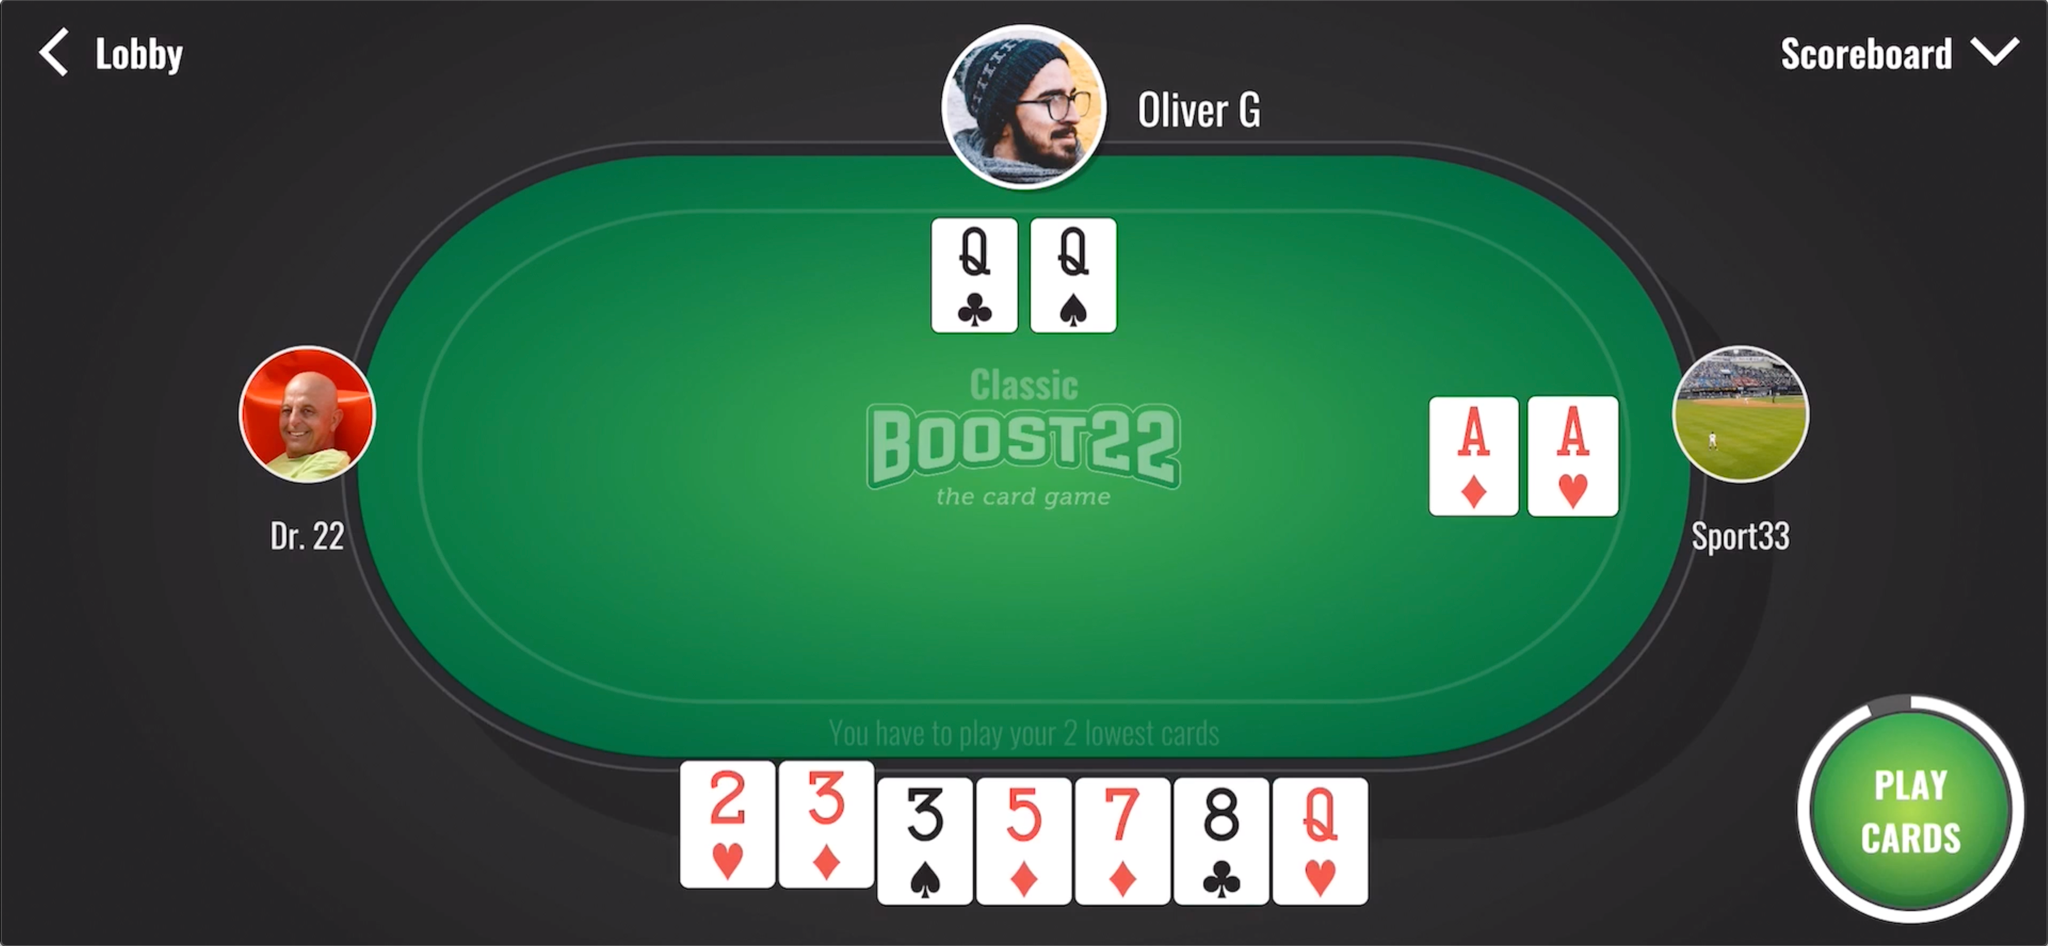 Lobby
Scoreboard
Oliver G
Q Q
Classic
BOOST22
the card game
A A
Dr. 22
Sport33
You have to play your 2 lowest cards
2 3 3 5 7 8 Q
PLAY
CARDS